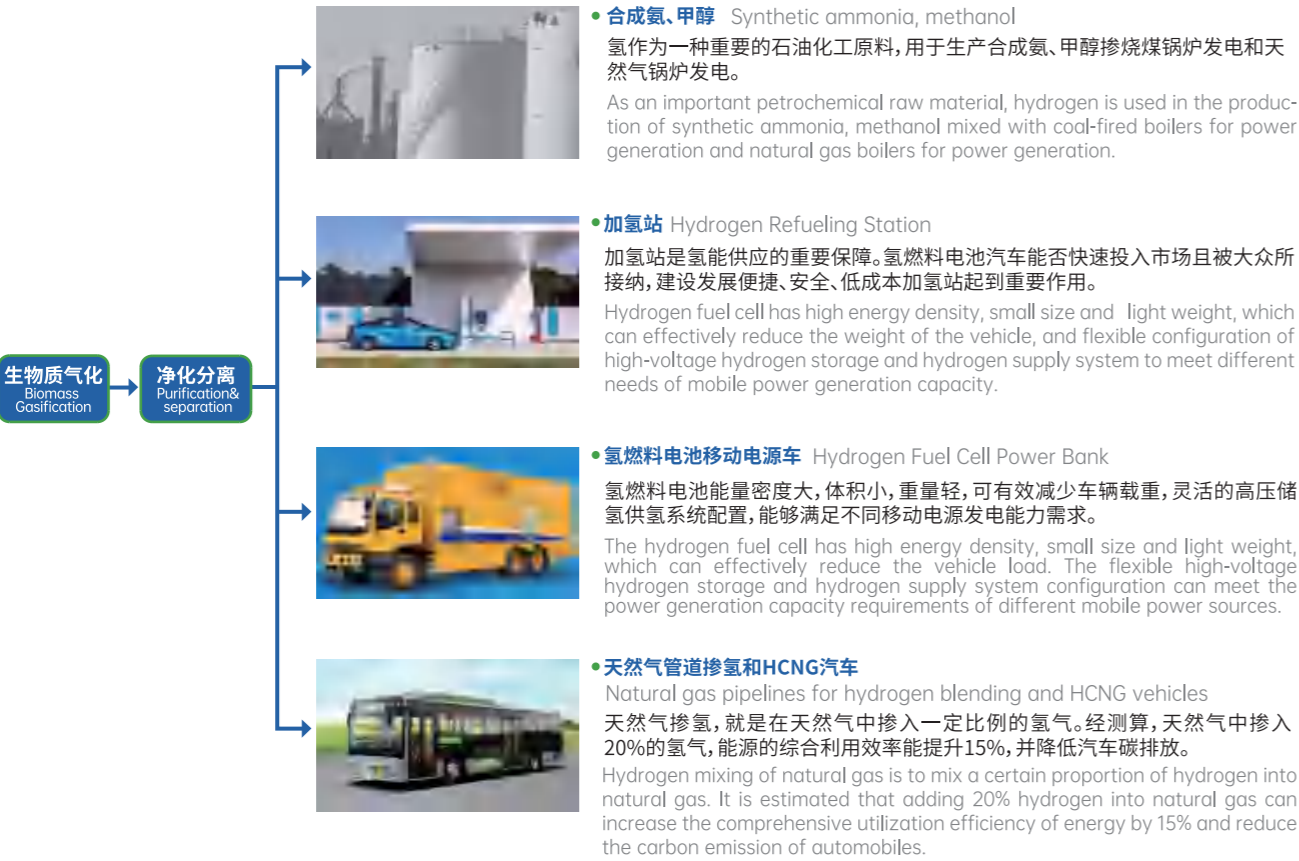 生物质气化
Biomass
Gasification
净化分离
Purification&
separation
• 合成氨、甲醇 Synthetic ammonia, methanol
氢作为一种重要的石油化工原料，用于生产合成氨、甲醇掺烧煤锅炉发电和天
然气锅炉发电。
As an important petrochemical raw material, hydrogen is used in the produc-
tion of synthetic ammonia, methanol mixed with coal-fired boilers for power
generation and natural gas boilers for power generation.
• 加氢站 Hydrogen Refueling Station
加氢站是氢能供应的重要保障。氢燃料电池汽车能否快速投入市场且被大众所
接纳，建设发展便捷、安全、低成本加氢站起到重要作用。
Hydrogen fuel cell has high energy density, small size and light weight, which
can effectively reduce the weight of the vehicle, and flexible configuration of
high-voltage hydrogen storage and hydrogen supply system to meet different
needs of mobile power generation capacity.
• 氢燃料电池移动电源车 Hydrogen Fuel Cell Power Bank
氢燃料电池能量密度大，体积小，重量轻，可有效减少车辆载重，灵活的高压储
氢供氢系统配置，能够满足不同移动电源发电能力需求。
The hydrogen fuel cell has high energy density, small size and light weight,
which can effectively reduce the vehicle load. The flexible high-voltage
hydrogen storage and hydrogen supply system configuration can meet the
power generation capacity requirements of different mobile power sources.
• 天然气管道掺氢和HCNG汽车
Natural gas pipelines for hydrogen blending and HCNG vehicles
天然气掺氢，就是在天然气中掺入一定比例的氢气。经测算，天然气中掺入
20%的氢气，能源的综合利用效率能提升15%，并降低汽车碳排放。
Hydrogen mixing of natural gas is to mix a certain proportion of hydrogen into
natural gas. It is estimated that adding 20% hydrogen into natural gas can
increase the comprehensive utilization efficiency of energy by 15% and reduce
the carbon emission of automobiles.